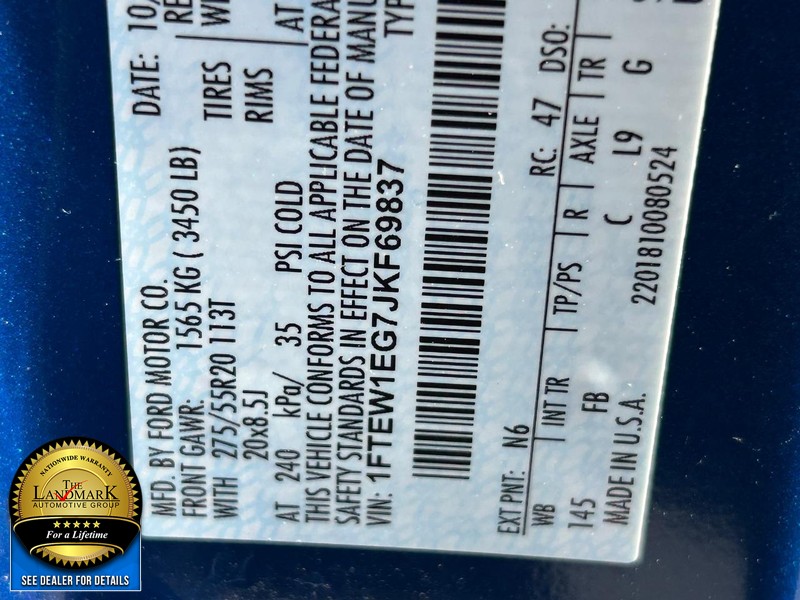 MFD. BY FORD MOTOR CO.
DATE: 10/
FRONT GAWR: 1565 KG ( 3450 LB)
WITH 275/55R20 113T TIRES
20x8.5J RIMS
AT 240 kPa/ 35 PSI COLD AT
THIS VEHICLE CONFORMS TO ALL APPLICABLE FEDERA
SAFETY STANDARDS IN EFFECT ON THE DATE OF MANU
VIN: 1FTEW1EG7JKF69837 TYP
EXT PNT: N6 RC: 47 DSO:
WB INT TR TP/PS R AXLE TR
145 FB C L9 G
MADE IN U.S.A. 2201810080524
NATIONWIDE WARRANTY
THE
LANDMARK
AUTOMOTIVE GROUP
For a Lifetime
SEE DEALER FOR DETAILS